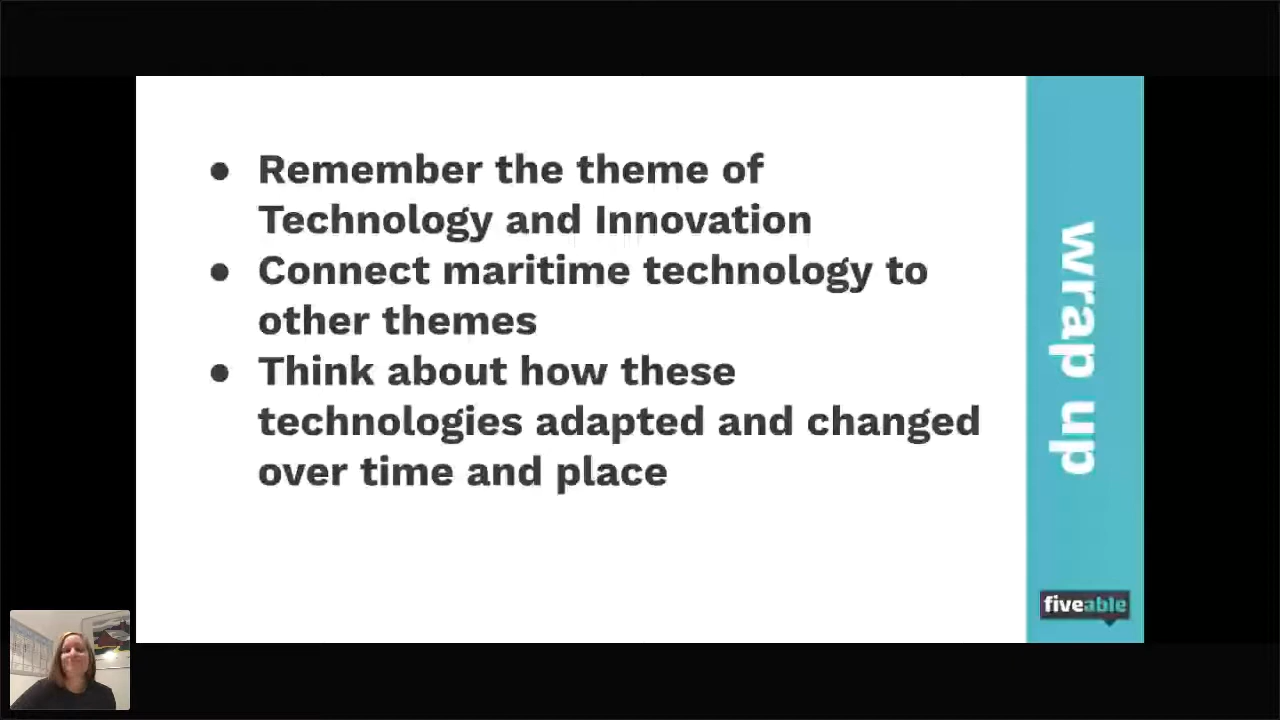 ● Remember the theme of
Technology and Innovation
● Connect maritime technology to
other themes
● Think about how these
technologies adapted and changed
over time and place
wrap up
fiveable